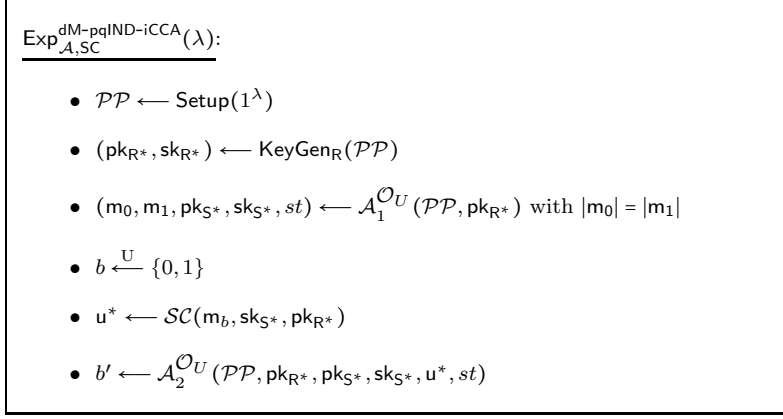 Exp^{dM-pqIND-iCCA}_{𝒜,SC}(λ):
• 𝒫𝒫 ⟵ Setup(1^λ)
• (pk_{R*}, sk_{R*}) ⟵ KeyGen_R(𝒫𝒫)
• (m_0, m_1, pk_{S*}, sk_{S*}, st) ⟵ 𝒜_1^{𝒪_U}(𝒫𝒫, pk_{R*}) with |m_0| = |m_1|
• b ⟵^U {0, 1}
• u* ⟵ 𝒮𝒞(m_b, sk_{S*}, pk_{R*})
• b′ ⟵ 𝒜_2^{𝒪_U}(𝒫𝒫, pk_{R*}, pk_{S*}, sk_{S*}, u*, st)